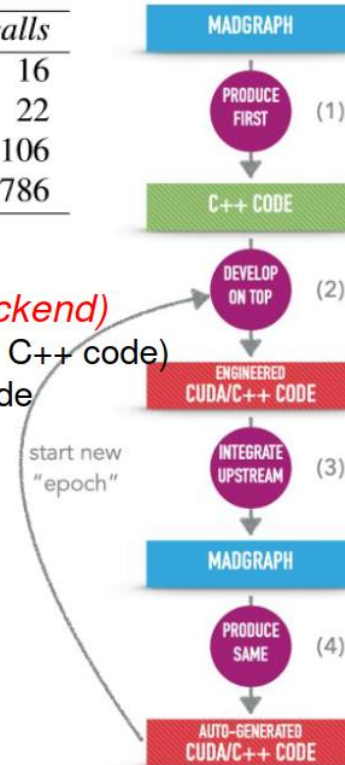 calls
16
22
106
786
ckend)
C++ code)
de
MADGRAPH
PRODUCE
FIRST
(1)
C++ CODE
DEVELOP
ON TOP
(2)
ENGINEERED
CUDA/C++ CODE
start new
"epoch"
INTEGRATE
UPSTREAM
(3)
MADGRAPH
PRODUCE
SAME
(4)
AUTO-GENERATED
CUDA/C++ CODE